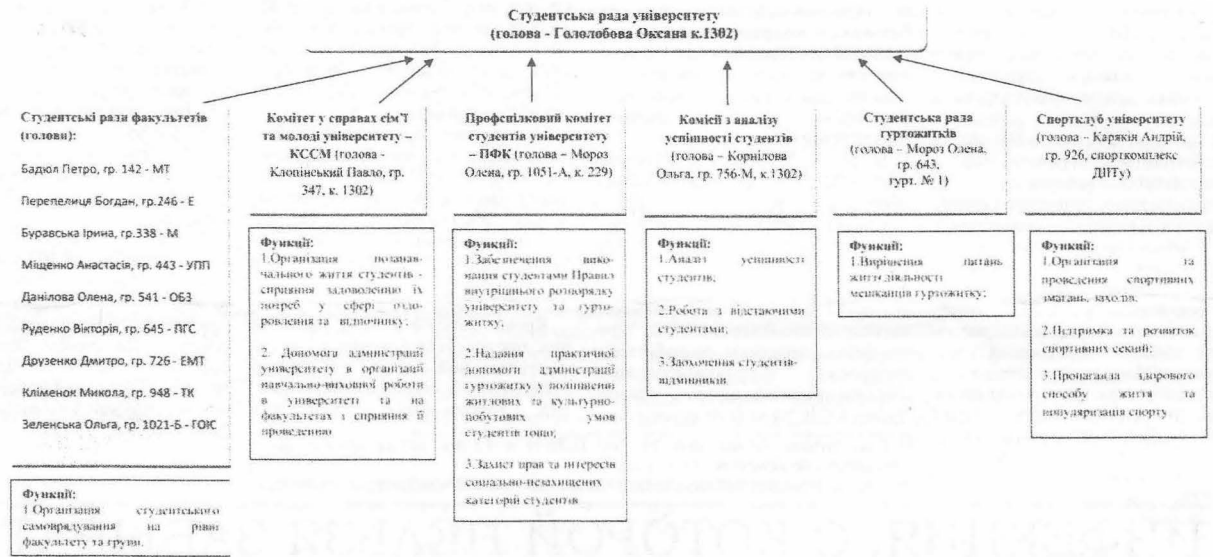 Студентська рада університету
(голова - Гололобова Оксана к.1302)
Студентські ради факультетів
(голови):
Бадюл Петро, гр. 142 - МТ
Перепелиця Богдан, гр.246 - Е
Буравська Ірина, гр.338 - М
Міщенко Анастасія, гр. 443 - УПП
Данілова Олена, гр. 541 - ОБЗ
Руденко Вікторія, гр. 645 - ПГС
Друзенко Дмитро, гр. 726 - ЕМТ
Кліменок Микола, гр. 948 - ТК
Зеленська Ольга, гр. 1021-Б - ГОІС
Функції:
1.Організація студентського
самоврядування на рівні
факультету та групи.
Комітет у справах сім'ї
та молоді університету –
КССМ (голова -
Клопінський Павло, гр.
347, к. 1302)
Функції:
1.Організація позанав-
чального життя студентів -
сприяння задоволенню їх
потреб у сфері оздо-
ровлення та відпочинку;
2. Допомога адміністрації
університету в організації
навчально-виховної роботи
в університеті та на
факультетах і сприяння її
проведенню
Профспілковий комітет
студентів університету
– ПФК (голова – Мороз
Олена, гр. 1051-А, к. 229)
Функції:
1.Забезпечення вико-
нання студентами Правил
внутрішнього розпорядку
університету та гурто-
житку;
2.Надання практичної
допомоги адміністрації
гуртожитку у поліпшенні
житлових та культурно-
побутових умов
студентів тощо;
3.Захист прав та інтересів
соціально-незахищених
категорій студентів
Комісії з аналізу
успішності студентів
(голова – Корнілова
Ольга, гр. 756-М, к.1302)
Функції:
1.Аналіз успішності
студентів;
2.Робота з відстаючими
студентами;
3.Заохочення студентів-
відмінників.
Студентська рада
гуртожитків
(голова – Мороз Олена,
гр. 643,
гурт. № 1)
Функції:
1.Вирішення питань
життєдіяльності
мешканців гуртожитку;
Спортклуб університету
(голова – Карякін Андрій,
гр. 926, спорткомплекс
ДІІТу)
Функції:
1.Організація та
проведення спортивних
змагань, заходів.
2.Підтримка та розвиток
спортивних секцій;
3.Пропаганда здорового
способу життя та
популяризація спорту.